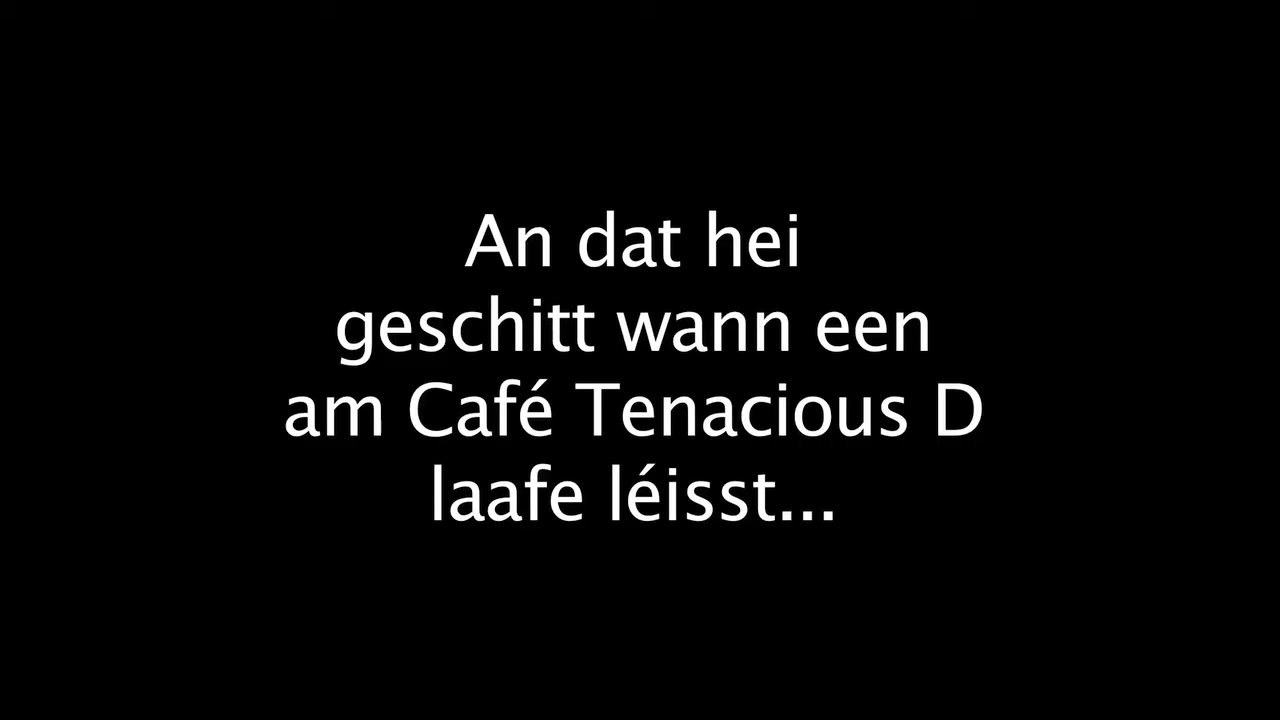 An dat hei
geschitt wann een
am Café Tenacious D
laafe léisst...